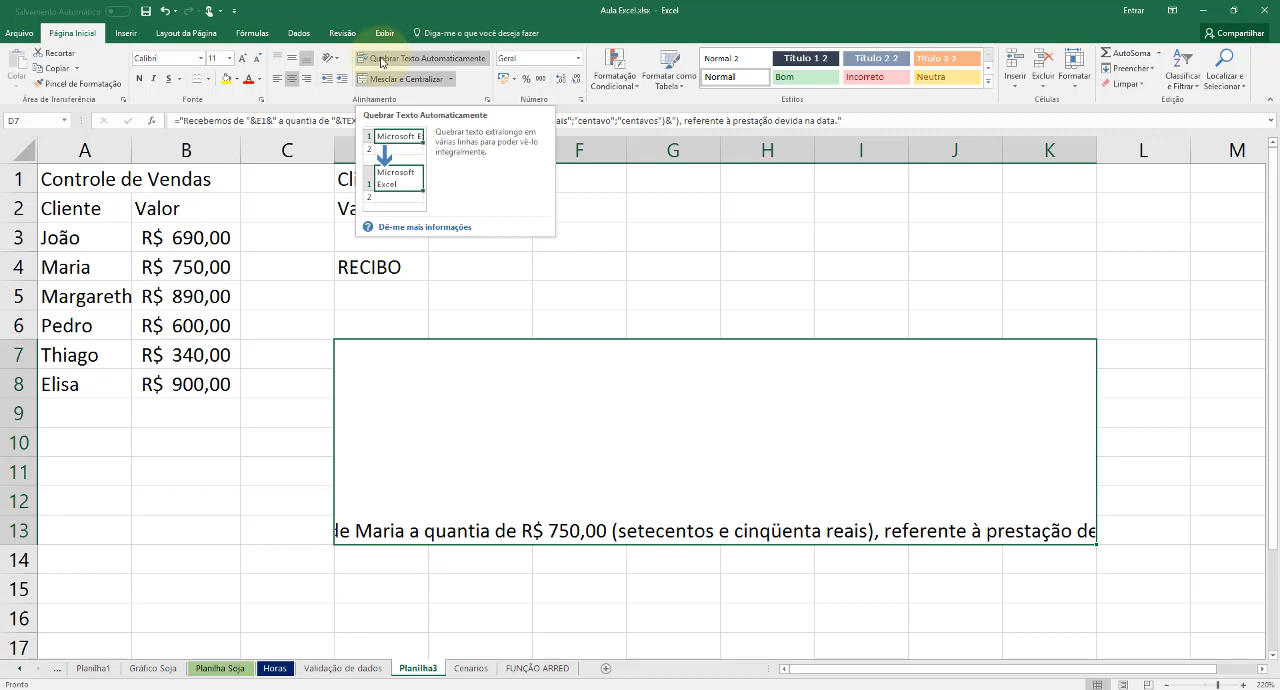 Salvamento Automático
Aula Excel.xlsx - Excel
Entrar
Arquivo Página Inicial Inserir Layout da Página Fórmulas Dados Revisão Exibir Diga-me o que você deseja fazer
Compartilhar
Colar
Recortar
Copiar
Pincel de Formatação
Área de Transferência
Calibri 11
N I S
Fonte
Quebrar Texto Automaticamente
Mesclar e Centralizar
Alinhamento
Geral
% 000
Número
Formatação Condicional
Formatar como Tabela
Normal 2 Título 1 2 Título 2 2 Título 3 2
Normal Bom Incorreto Neutra
Estilos
Inserir Excluir Formatar
Células
AutoSoma
Preencher
Limpar
Classificar e Filtrar
Localizar e Selecionar
Edição
D7
fx
="Recebemos de "&E1&" a quantia de "&TEX
ais";"centavo";"centavos")&"), referente à prestação devida na data."
Quebrar Texto Automaticamente
1 Microsoft E
2
Microsoft
1 Excel
2
Quebrar texto extralongo em
várias linhas para poder vê-lo
integralmente.
Dê-me mais informações
A B C F G H I J K L M
1 Controle de Vendas Cli
2 Cliente Valor Va
3 João R$ 690,00
4 Maria R$ 750,00 RECIBO
5 Margareth R$ 890,00
6 Pedro R$ 600,00
7 Thiago R$ 340,00
8 Elisa R$ 900,00
9
10
11
12
13 de Maria a quantia de R$ 750,00 (setecentos e cinqüenta reais), referente à prestação de
14
15
16
17
... Planilha1 Gráfico Soja Planilha Soja Horas Validação de dados Planilha3 Cenarios FUNÇÃO ARRED
Pronto
220%